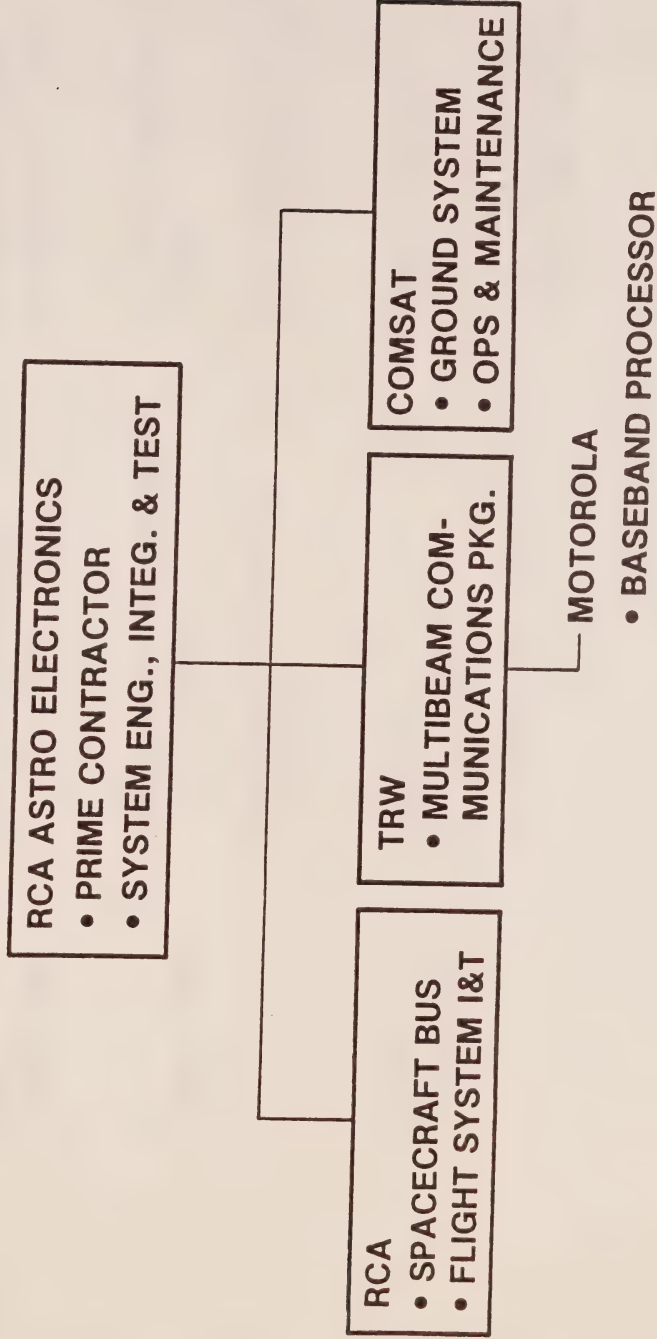 RCA ASTRO ELECTRONICS
• PRIME CONTRACTOR
• SYSTEM ENG., INTEG. & TEST
RCA
• SPACECRAFT BUS
• FLIGHT SYSTEM I&T
TRW
• MULTIBEAM COM-
MUNICATIONS PKG.
COMSAT
• GROUND SYSTEM
• OPS & MAINTENANCE
MOTOROLA
• BASEBAND PROCESSOR